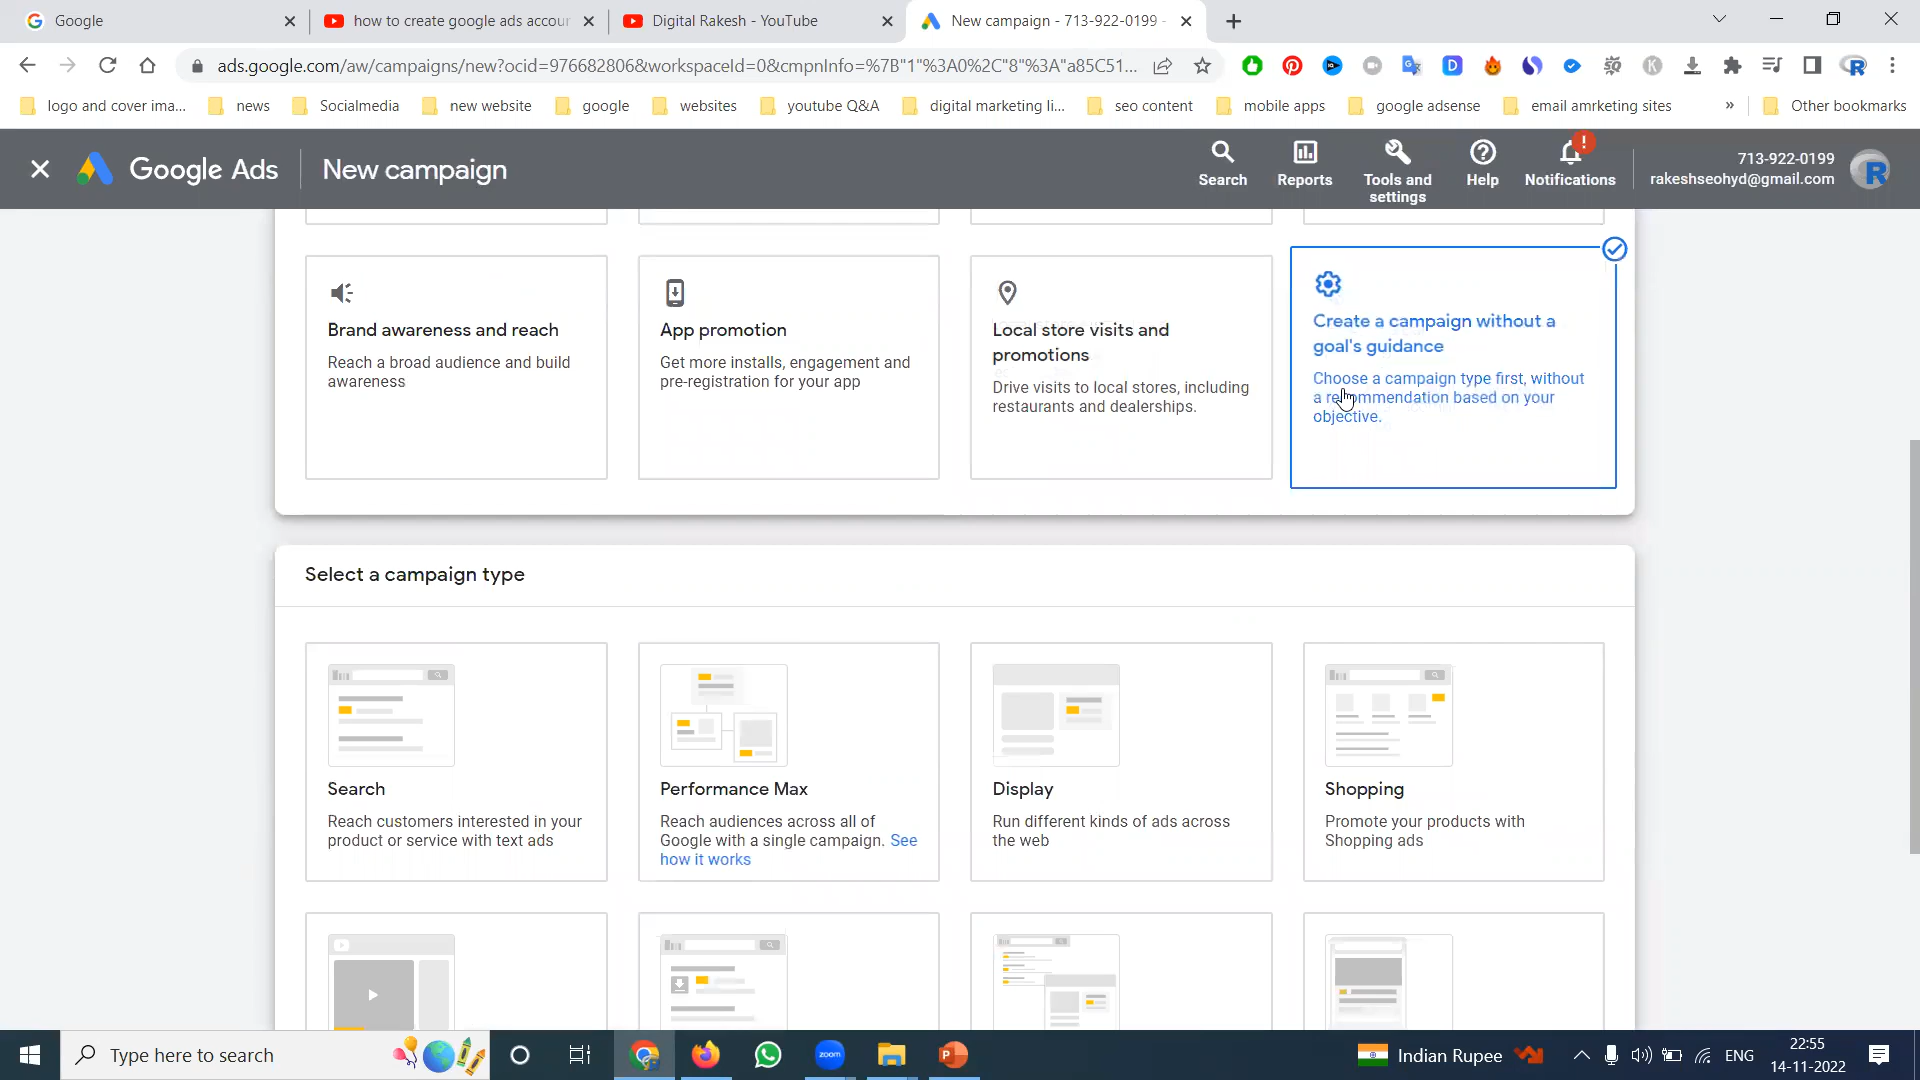 Google
how to create google ads accoun
Digital Rakesh - YouTube
New campaign - 713-922-0199 -
ads.google.com/aw/campaigns/new?ocid=976682806&workspaceId=0&cmpnInfo=%7B"1"%3A0%2C"8"%3A"a85C51...
logo and cover ima...
news
Socialmedia
new website
google
websites
youtube Q&A
digital marketing li...
seo content
mobile apps
google adsense
email amrketing sites
»
Other bookmarks
Google Ads
New campaign
Search
Reports
Tools and
settings
Help
Notifications
713-922-0199
rakeshseohyd@gmail.com
Brand awareness and reach
Reach a broad audience and build
awareness
App promotion
Get more installs, engagement and
pre-registration for your app
Local store visits and
promotions
Drive visits to local stores, including
restaurants and dealerships.
Create a campaign without a
goal's guidance
Choose a campaign type first, without
a recommendation based on your
objective.
Select a campaign type
Search
Reach customers interested in your
product or service with text ads
Performance Max
Reach audiences across all of
Google with a single campaign. See
how it works
Display
Run different kinds of ads across
the web
Shopping
Promote your products with
Shopping ads
Type here to search
zoom
Indian Rupee
ENG
22:55
14-11-2022